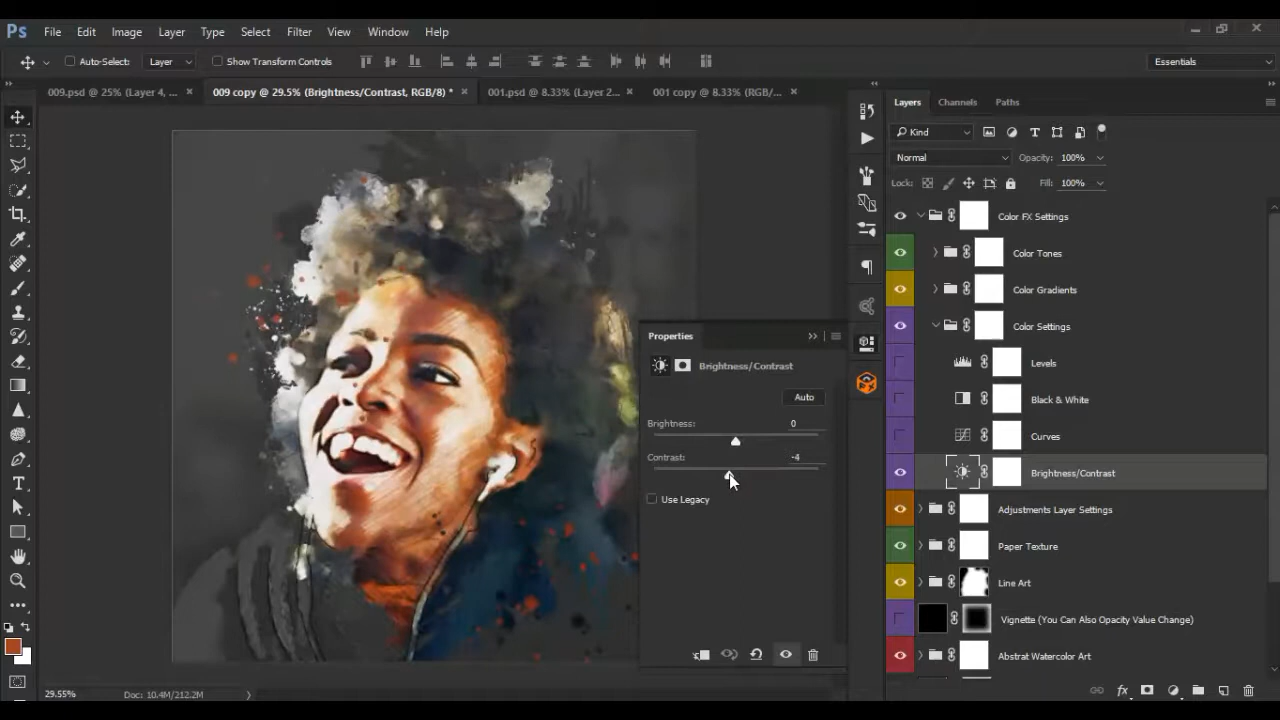 Ps File Edit Image Layer Type Select Filter View Window Help
Auto-Select: Layer Show Transform Controls Essentials
009.psd @ 25% (Layer 4, ... × 009 copy @ 29.5% (Brightness/Contrast, RGB/8) * × 001.psd @ 8.33% (Layer 2... × 001 copy @ 8.33% (RGB/... ×
Layers Channels Paths
Kind
Normal Opacity: 100%
Lock: Fill: 100%
Color FX Settings
Color Tones
Color Gradients
Color Settings
Levels
Black & White
Curves
Brightness/Contrast
Adjustments Layer Settings
Paper Texture
Line Art
Vignette (You Can Also Opacity Value Change)
Abstrat Watercolor Art
Properties
Brightness/Contrast
Auto
Brightness: 0
Contrast: -4
Use Legacy
29.55% Doc: 10.4M/212.2M